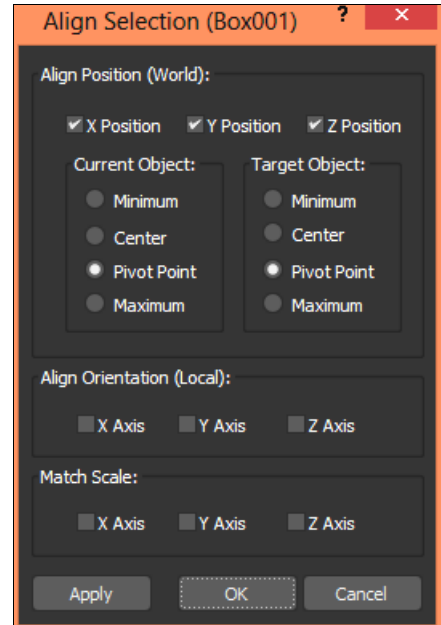 Align Selection (Box001) ? ×
Align Position (World):
X Position Y Position Z Position
Current Object: Target Object:
Minimum Minimum
Center Center
Pivot Point Pivot Point
Maximum Maximum
Align Orientation (Local):
X Axis Y Axis Z Axis
Match Scale:
X Axis Y Axis Z Axis
Apply OK Cancel